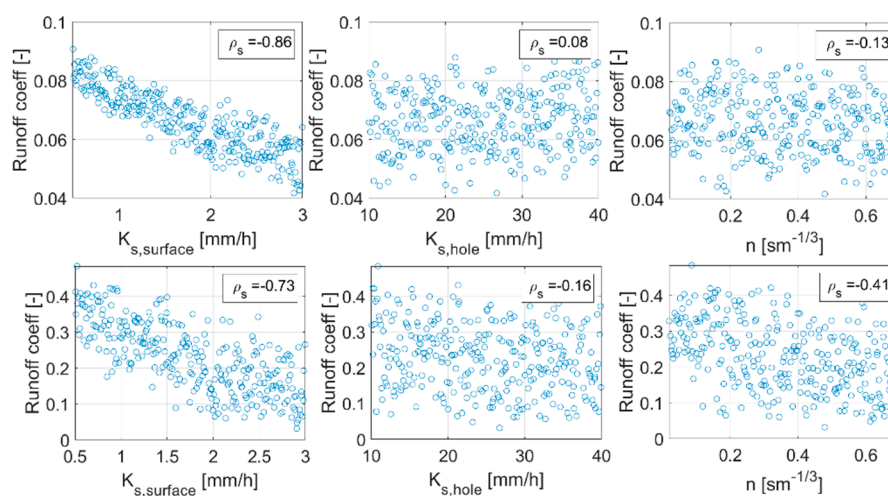 0.1
0.08
0.06
0.04
Runoff coeff [-]
ρs=-0.86
1
2
3
Ks,surface [mm/h]
0.1
0.08
0.06
0.04
Runoff coeff [-]
ρs=0.08
10
20
30
40
Ks,hole [mm/h]
0.1
0.08
0.06
0.04
Runoff coeff [-]
ρs=-0.13
0.2
0.4
0.6
n [sm-1/3]
0.4
0.3
0.2
0.1
0
Runoff coeff [-]
ρs=-0.73
0.5
1
1.5
2
2.5
3
Ks,surface [mm/h]
0.4
0.3
0.2
0.1
0
Runoff coeff [-]
ρs=-0.16
10
20
30
40
Ks,hole [mm/h]
0.4
0.3
0.2
0.1
0
Runoff coeff [-]
ρs=-0.41
0.2
0.4
0.6
n [sm-1/3]